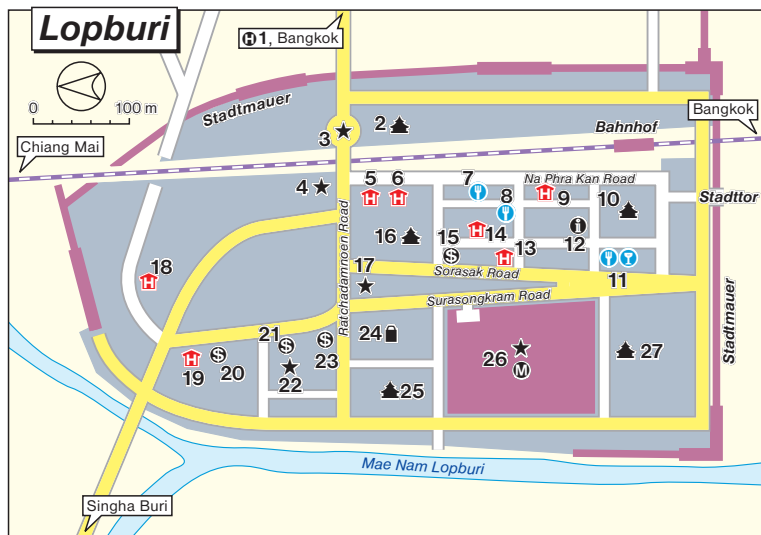 Lopburi
H 1, Bangkok
0 100 m
Stadtmauer
2
3
Bahnhof
Bangkok
Chiang Mai
Na Phra Kan Road
4
5
6
7
8
9
10
Stadttor
16
15
14
13
12
11
17
Sorasak Road
Surasongkram Road
Ratchadamnoen Road
18
Stadtmauer
19
20
21
22
23
24
25
26
M
27
Mae Nam Lopburi
Singha Buri